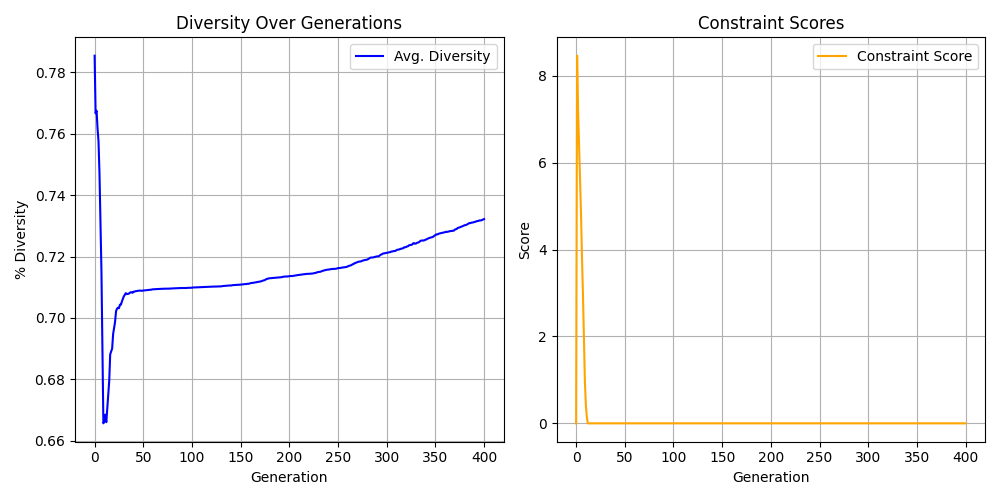 Diversity Over Generations
Avg. Diversity
% Diversity
0.78
0.76
0.74
0.72
0.70
0.68
0.66
0 50 100 150 200 250 300 350 400
Generation
Constraint Scores
Constraint Score
Score
8
6
4
2
0
0 50 100 150 200 250 300 350 400
Generation